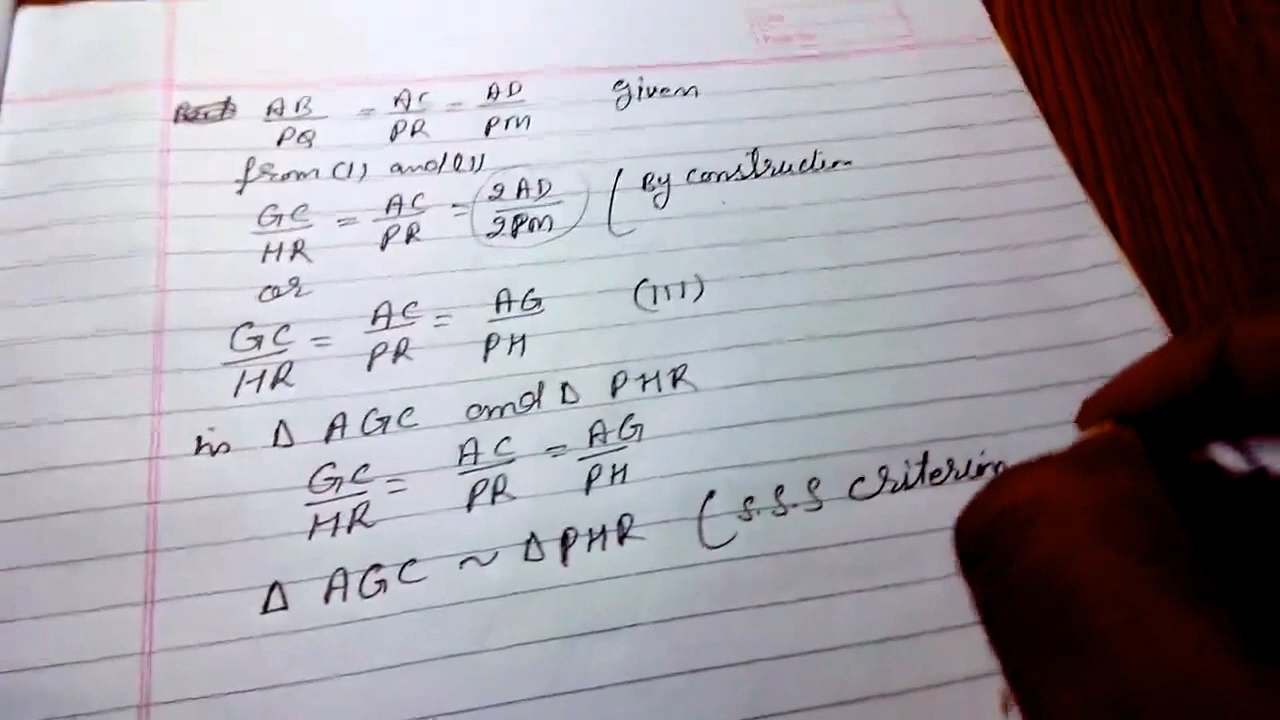 AB/PQ = AC/PR = AD/PM given
from (I) and (II)
GC/HR = AC/PR = 2AD/2PM (By construction
or
GC/HR = AC/PR = AG/PH (III)
in Δ AGC and Δ PHR
GC/HR = AC/PR = AG/PH
Δ AGC ~ Δ PHR (S.S.S criterion